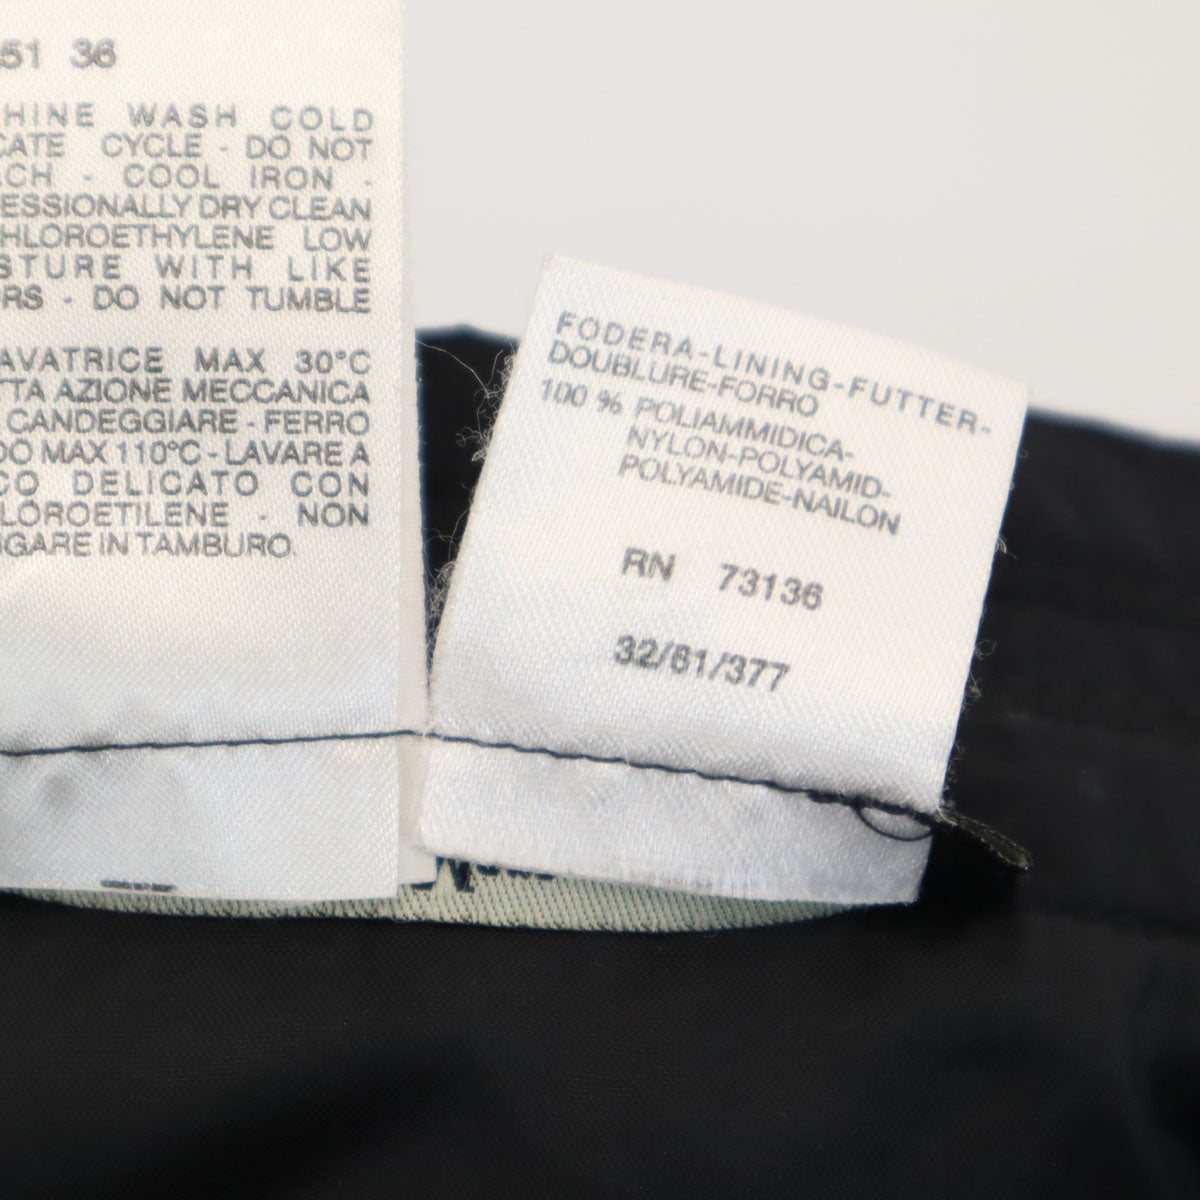 51 36
HINE WASH COLD
CATE CYCLE - DO NOT
ACH - COOL IRON -
ESSIONALLY DRY CLEAN
HLOROETHYLENE LOW
STURE WITH LIKE
RS - DO NOT TUMBLE
AVATRICE MAX 30°C
TTA AZIONE MECCANICA
CANDEGGIARE - FERRO
DO MAX 110°C - LAVARE A
CO DELICATO CON
LOROETILENE - NON
IGARE IN TAMBURO.
FODERA-LINING-FUTTER-
DOUBLURE-FORRO
100 % POLIAMMIDICA-
NYLON-POLYAMID-
POLYAMIDE-NAILON
RN 73136
32/61/377